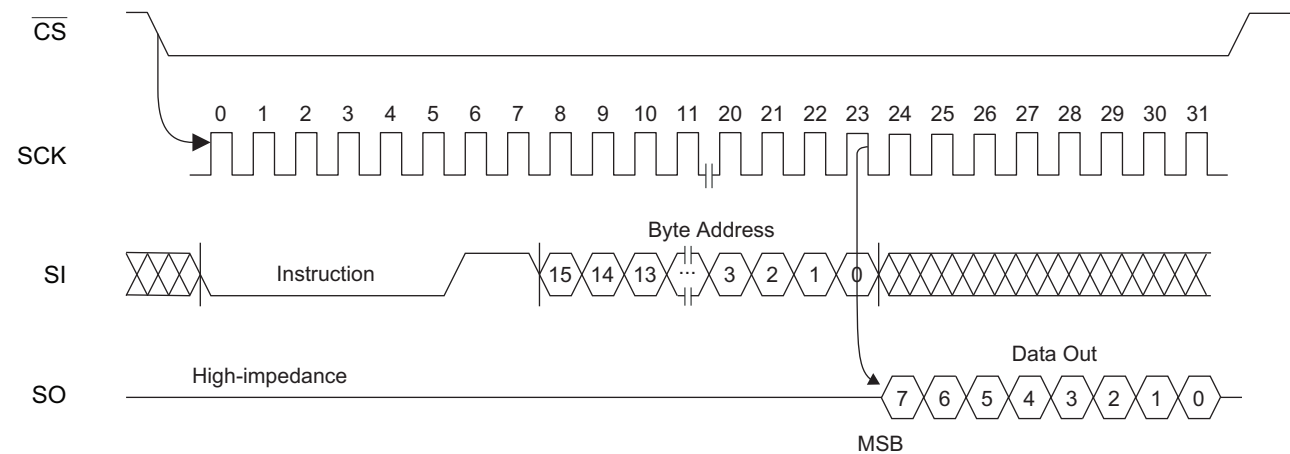 CS
0 1 2 3 4 5 6 7 8 9 10 11 20 21 22 23 24 25 26 27 28 29 30 31
SCK
Byte Address
SI
Instruction
15 14 13 ... 3 2 1 0
Data Out
High-impedance
SO
7 6 5 4 3 2 1 0
MSB